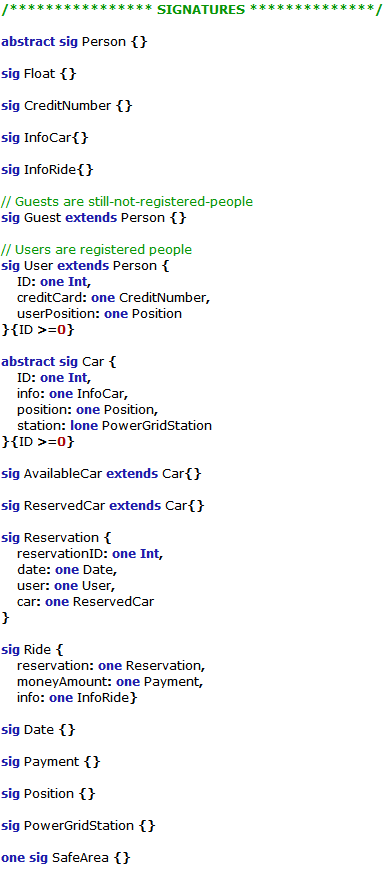 /**************** SIGNATURES **************/
abstract sig Person {}
sig Float {}
sig CreditNumber {}
sig InfoCar{}
sig InfoRide{}
// Guests are still-not-registered-people
sig Guest extends Person {}
// Users are registered people
sig User extends Person {
ID: one Int,
creditCard: one CreditNumber,
userPosition: one Position
}{ID >=0}
abstract sig Car {
ID: one Int,
info: one InfoCar,
position: one Position,
station: lone PowerGridStation
}{ID >=0}
sig AvailableCar extends Car{}
sig ReservedCar extends Car{}
sig Reservation {
reservationID: one Int,
date: one Date,
user: one User,
car: one ReservedCar
}
sig Ride {
reservation: one Reservation,
moneyAmount: one Payment,
info: one InfoRide}
sig Date {}
sig Payment {}
sig Position {}
sig PowerGridStation {}
one sig SafeArea {}